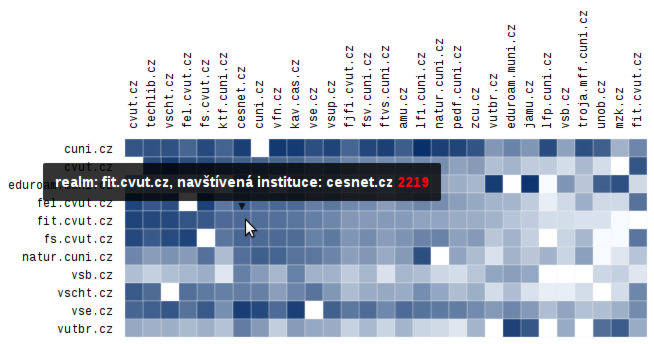 cvut.cz
techlib.cz
vscht.cz
fel.cvut.cz
fs.cvut.cz
ktf.cuni.cz
cesnet.cz
cuni.cz
vfn.cz
kav.cas.cz
vse.cz
vsup.cz
fjfi.cvut.cz
fsv.cuni.cz
ftvs.cuni.cz
amu.cz
lf1.cuni.cz
natur.cuni.cz
pedf.cuni.cz
zcu.cz
vutbr.cz
eduroam.muni.cz
jamu.cz
lfp.cuni.cz
vsb.cz
troja.mff.cuni.cz
unob.cz
mzk.cz
fit.cvut.cz
cuni.cz
cvut.cz
realm: fit.cvut.cz, navštívená instituce: cesnet.cz 2219
eduroam
fel.cvut.cz
fit.cvut.cz
fs.cvut.cz
natur.cuni.cz
vsb.cz
vscht.cz
vse.cz
vutbr.cz